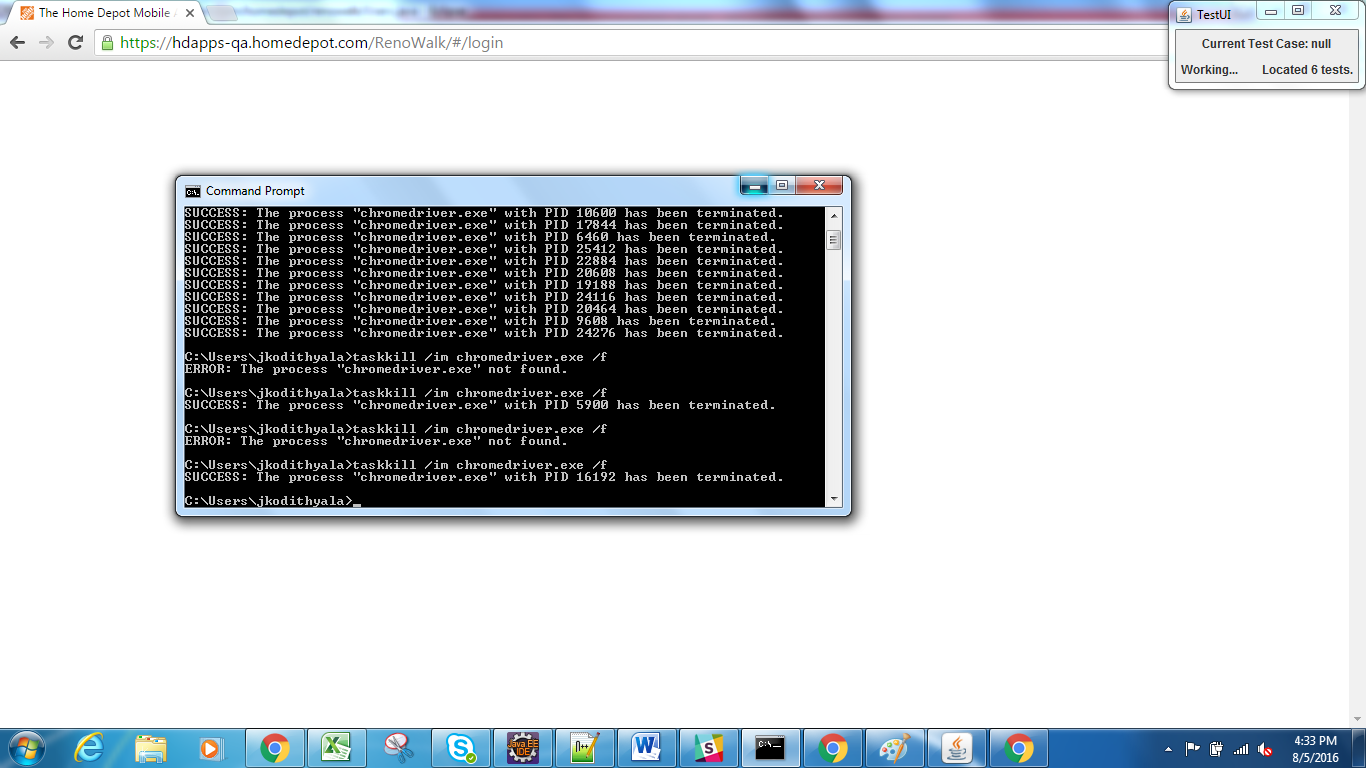 The Home Depot Mobile
https://hdapps-qa.homedepot.com/RenoWalk/#/login
TestUI
Current Test Case: null
Working... Located 6 tests.
Command Prompt
SUCCESS: The process "chromedriver.exe" with PID 10600 has been terminated.
SUCCESS: The process "chromedriver.exe" with PID 17844 has been terminated.
SUCCESS: The process "chromedriver.exe" with PID 6460 has been terminated.
SUCCESS: The process "chromedriver.exe" with PID 25412 has been terminated.
SUCCESS: The process "chromedriver.exe" with PID 22884 has been terminated.
SUCCESS: The process "chromedriver.exe" with PID 20608 has been terminated.
SUCCESS: The process "chromedriver.exe" with PID 19188 has been terminated.
SUCCESS: The process "chromedriver.exe" with PID 24116 has been terminated.
SUCCESS: The process "chromedriver.exe" with PID 20464 has been terminated.
SUCCESS: The process "chromedriver.exe" with PID 9608 has been terminated.
SUCCESS: The process "chromedriver.exe" with PID 24276 has been terminated.
C:\Users\jkodithyala>taskkill /im chromedriver.exe /f
ERROR: The process "chromedriver.exe" not found.
C:\Users\jkodithyala>taskkill /im chromedriver.exe /f
SUCCESS: The process "chromedriver.exe" with PID 5900 has been terminated.
C:\Users\jkodithyala>taskkill /im chromedriver.exe /f
ERROR: The process "chromedriver.exe" not found.
C:\Users\jkodithyala>taskkill /im chromedriver.exe /f
SUCCESS: The process "chromedriver.exe" with PID 16192 has been terminated.
C:\Users\jkodithyala>_
Java EE
IDE
4:33 PM
8/5/2016